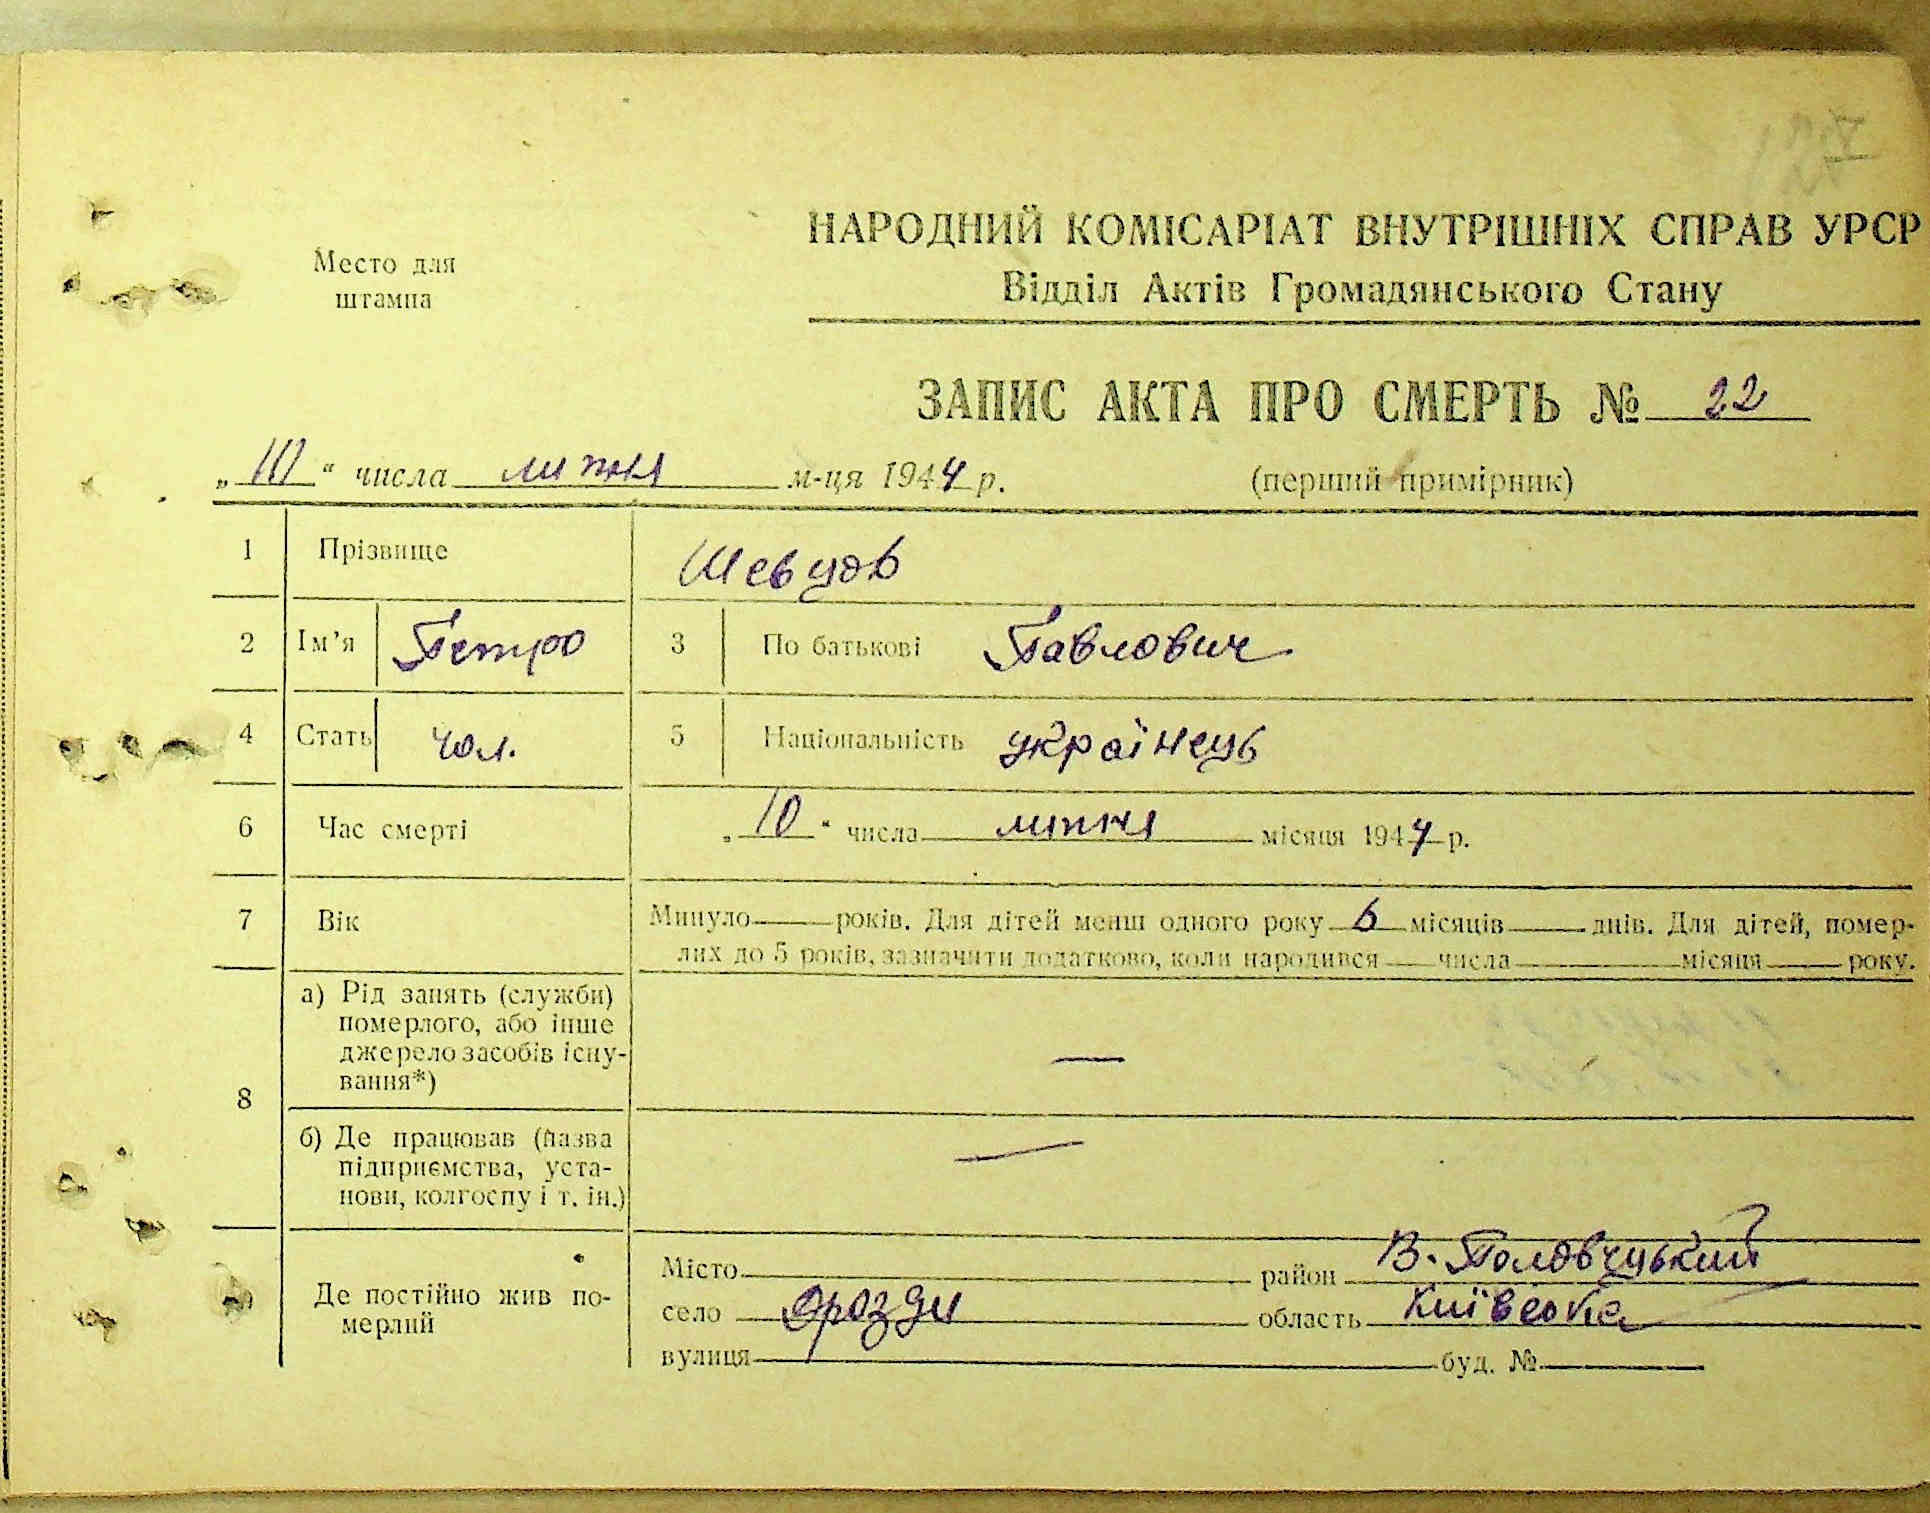 Место для
штампа
НАРОДНИЙ КОМІСАРІАТ ВНУТРІШНІХ СПРАВ УРСР
Відділ Актів Громадянського Стану
ЗАПИС АКТА ПРО СМЕРТЬ № 22
„10“ числа липня м-ця 1944 р. (перший примірник)
1 Прізвище
2 Ім’я Петро 3 По батькові Павлович
4 Стать чол. 5 Національність українець
6 Час смерті „10“ числа липня місяця 1944 р.
7 Вік Минуло років. Для дітей менш одного року 6 місяців днів. Для дітей, помер-
лих до 5 років, зазначити додатково, коли народився числа місяця року.
8 а) Рід занять (служби)
померлого, або інше
джерело засобів існу-
вання*) —
б) Де працював (назва
підприємства, уста-
нови, колгоспу і т. ін.) —
Де постійно жив по-
мерлий
Місто район В. Половчуький
село Дрозди область Київська
вулиця буд. №